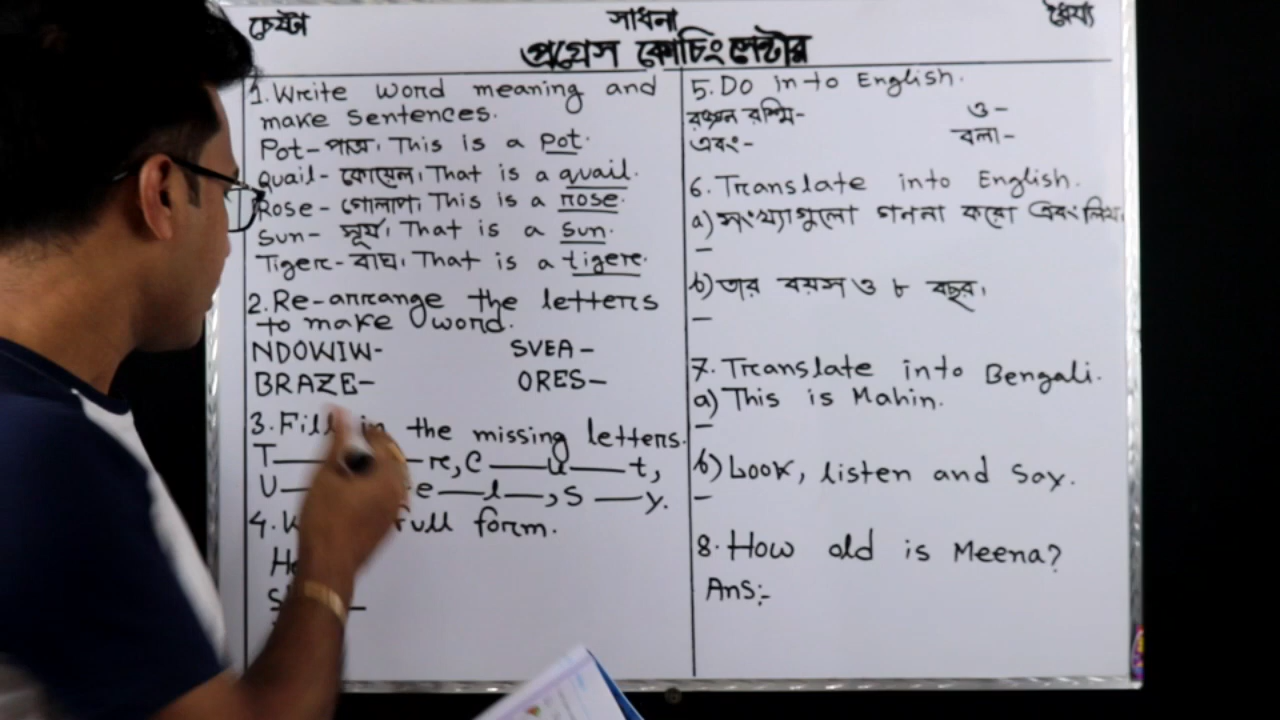 চেষ্টা সাধনা ধৈর্য্য
প্রগ্রেস কোচিং সেন্টার
1. Write word meaning and
make sentences.
Pot- পাত্র। This is a pot.
Quail- কোয়েল। That is a quail.
Rose- গোলাপ। This is a rose.
Sun- সূর্য। That is a sun.
Tiger- বাঘ। That is a tiger.
2. Re-arrange the letters
to make word.
NDOWIW- SVEA-
BRAZE- ORES-
3. Fill in the missing letters.
T re, C u t,
U e l , S y.
4. full form.
5. Do in to English.
রঞ্জন রশ্মি- ও-
এবং- বলা-
6. Translate into English.
a) সংখ্যাগুলো গননা করো এবং লিখ।
b) তার বয়স ও ৮ বছর।
7. Translate into Bengali.
a) This is Mahin.
b) Look, listen and say.
8. How old is Meena?
Ans:-